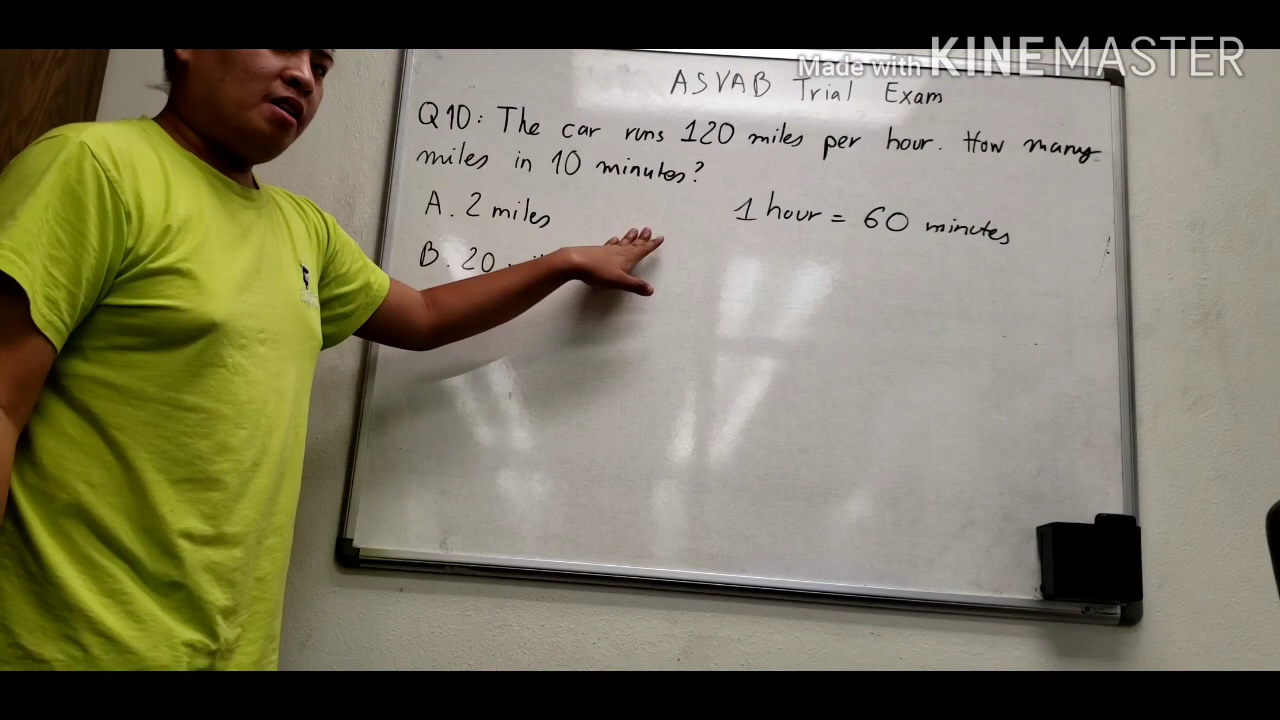 Made with KINEMASTER
ASVAB Trial Exam
Q10: The car runs 120 miles per hour. How many
miles in 10 minutes?
A. 2 miles
1 hour = 60 minutes
B. 20